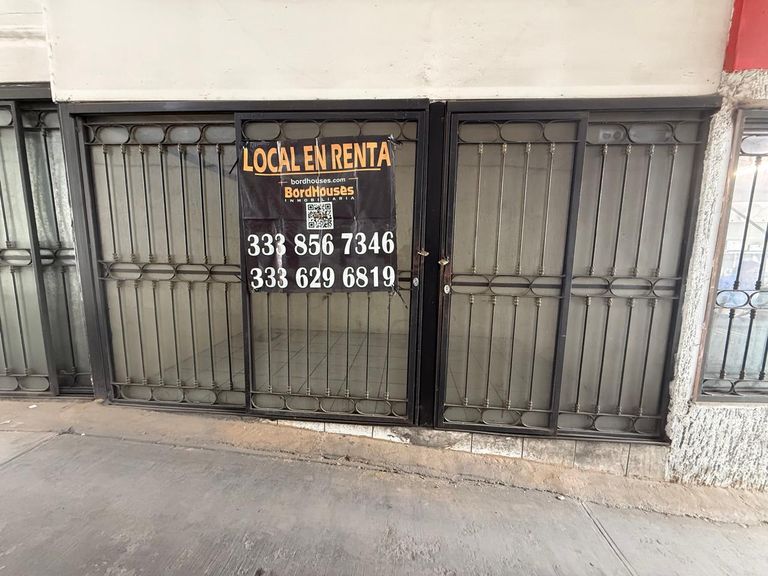 LOCAL EN RENTA
bordhouses.com
BordHouses
INMOBILIARIA
333 856 7346
333 629 6819